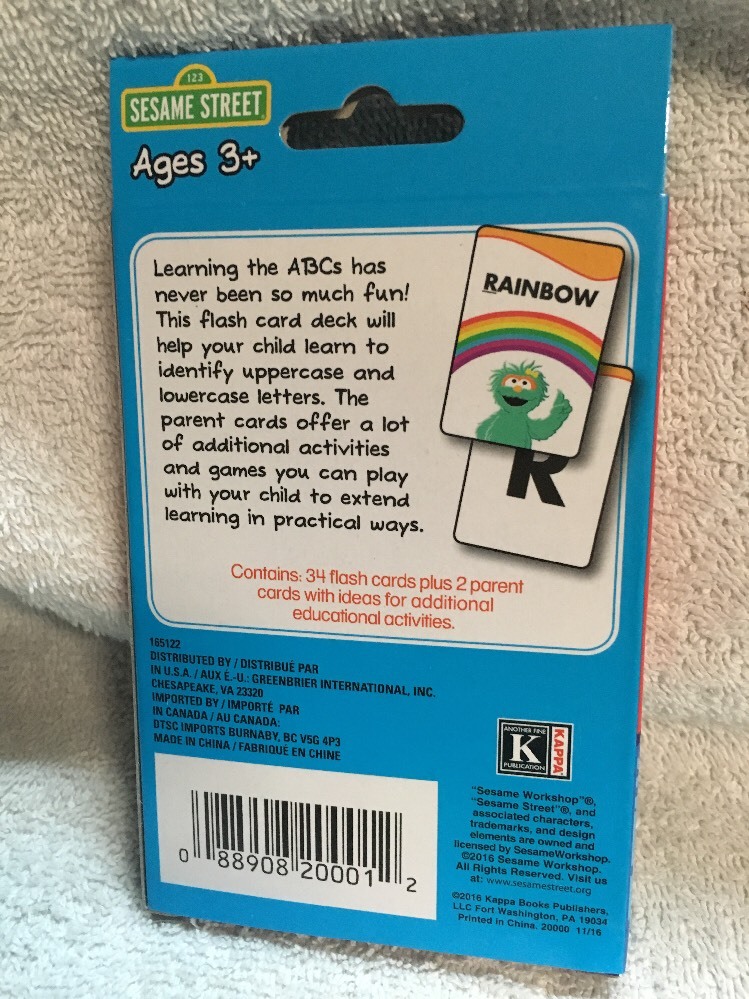 123
SESAME STREET
Ages 3+
Learning the ABCs has
never been so much fun!
This flash card deck will
help your child learn to
identify uppercase and
lowercase letters. The
parent cards offer a lot
of additional activities
and games you can play
with your child to extend
learning in practical ways.
RAINBOW
R
Contains: 34 flash cards plus 2 parent
cards with ideas for additional
educational activities.
165122
DISTRIBUTED BY / DISTRIBUÉ PAR
IN U.S.A. / AUX É.-U.: GREENBRIER INTERNATIONAL, INC.
CHESAPEAKE, VA 23320
IMPORTED BY / IMPORTÉ PAR
IN CANADA / AU CANADA:
DTSC IMPORTS BURNABY, BC V5G 4P3
MADE IN CHINA / FABRIQUÉ EN CHINE
0 88908 20001 2
ANOTHER FINE
K
PUBLICATION
KAPPA
"Sesame Workshop"®,
"Sesame Street"®, and
associated characters,
trademarks, and design
elements are owned and
licensed by SesameWorkshop.
©2016 Sesame Workshop.
All Rights Reserved. Visit us
at: www.sesamestreet.org
©2016 Kappa Books Publishers,
LLC Fort Washington, PA 19034
Printed in China. 20000 11/16